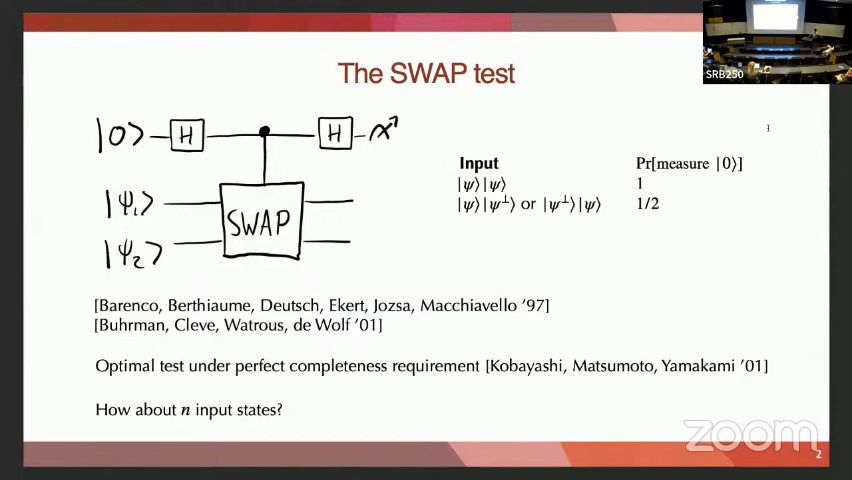 SRB250
The SWAP test
|0⟩ H H
|ψ₁⟩
SWAP
|ψ₂⟩
Input Pr[measure |0⟩]
|ψ⟩|ψ⟩ 1
|ψ⟩|ψ⊥⟩ or |ψ⊥⟩|ψ⟩ 1/2
[Barenco, Berthiaume, Deutsch, Ekert, Jozsa, Macchiavello ’97]
[Buhrman, Cleve, Watrous, de Wolf ’01]
Optimal test under perfect completeness requirement [Kobayashi, Matsumoto, Yamakami ’01]
How about n input states?
zoom
2